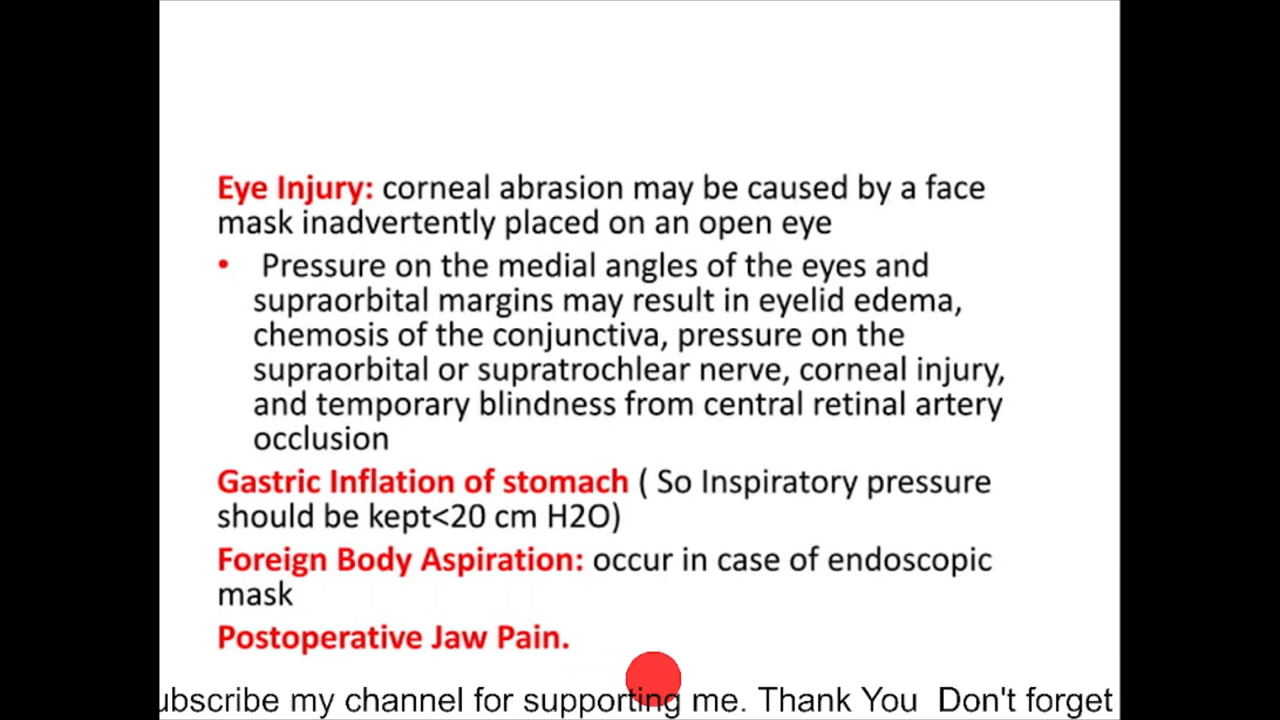 Eye Injury: corneal abrasion may be caused by a face
mask inadvertently placed on an open eye
• Pressure on the medial angles of the eyes and
supraorbital margins may result in eyelid edema,
chemosis of the conjunctiva, pressure on the
supraorbital or supratrochlear nerve, corneal injury,
and temporary blindness from central retinal artery
occlusion
Gastric Inflation of stomach ( So Inspiratory pressure
should be kept<20 cm H2O)
Foreign Body Aspiration: occur in case of endoscopic
mask
Postoperative Jaw Pain.
ubscribe my channel for supporting me. Thank You  Don't forget